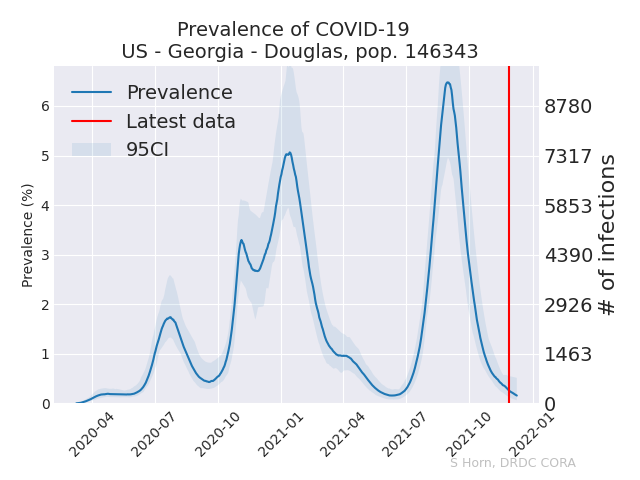 Prevalence of COVID-19
US - Georgia - Douglas, pop. 146343
Prevalence
Latest data
95CI
Prevalence (%)
0
1
2
3
4
5
6
0
1463
2926
4390
5853
7317
8780
# of infections
2020-04
2020-07
2020-10
2021-01
2021-04
2021-07
2021-10
2022-01
S Horn, DRDC CORA